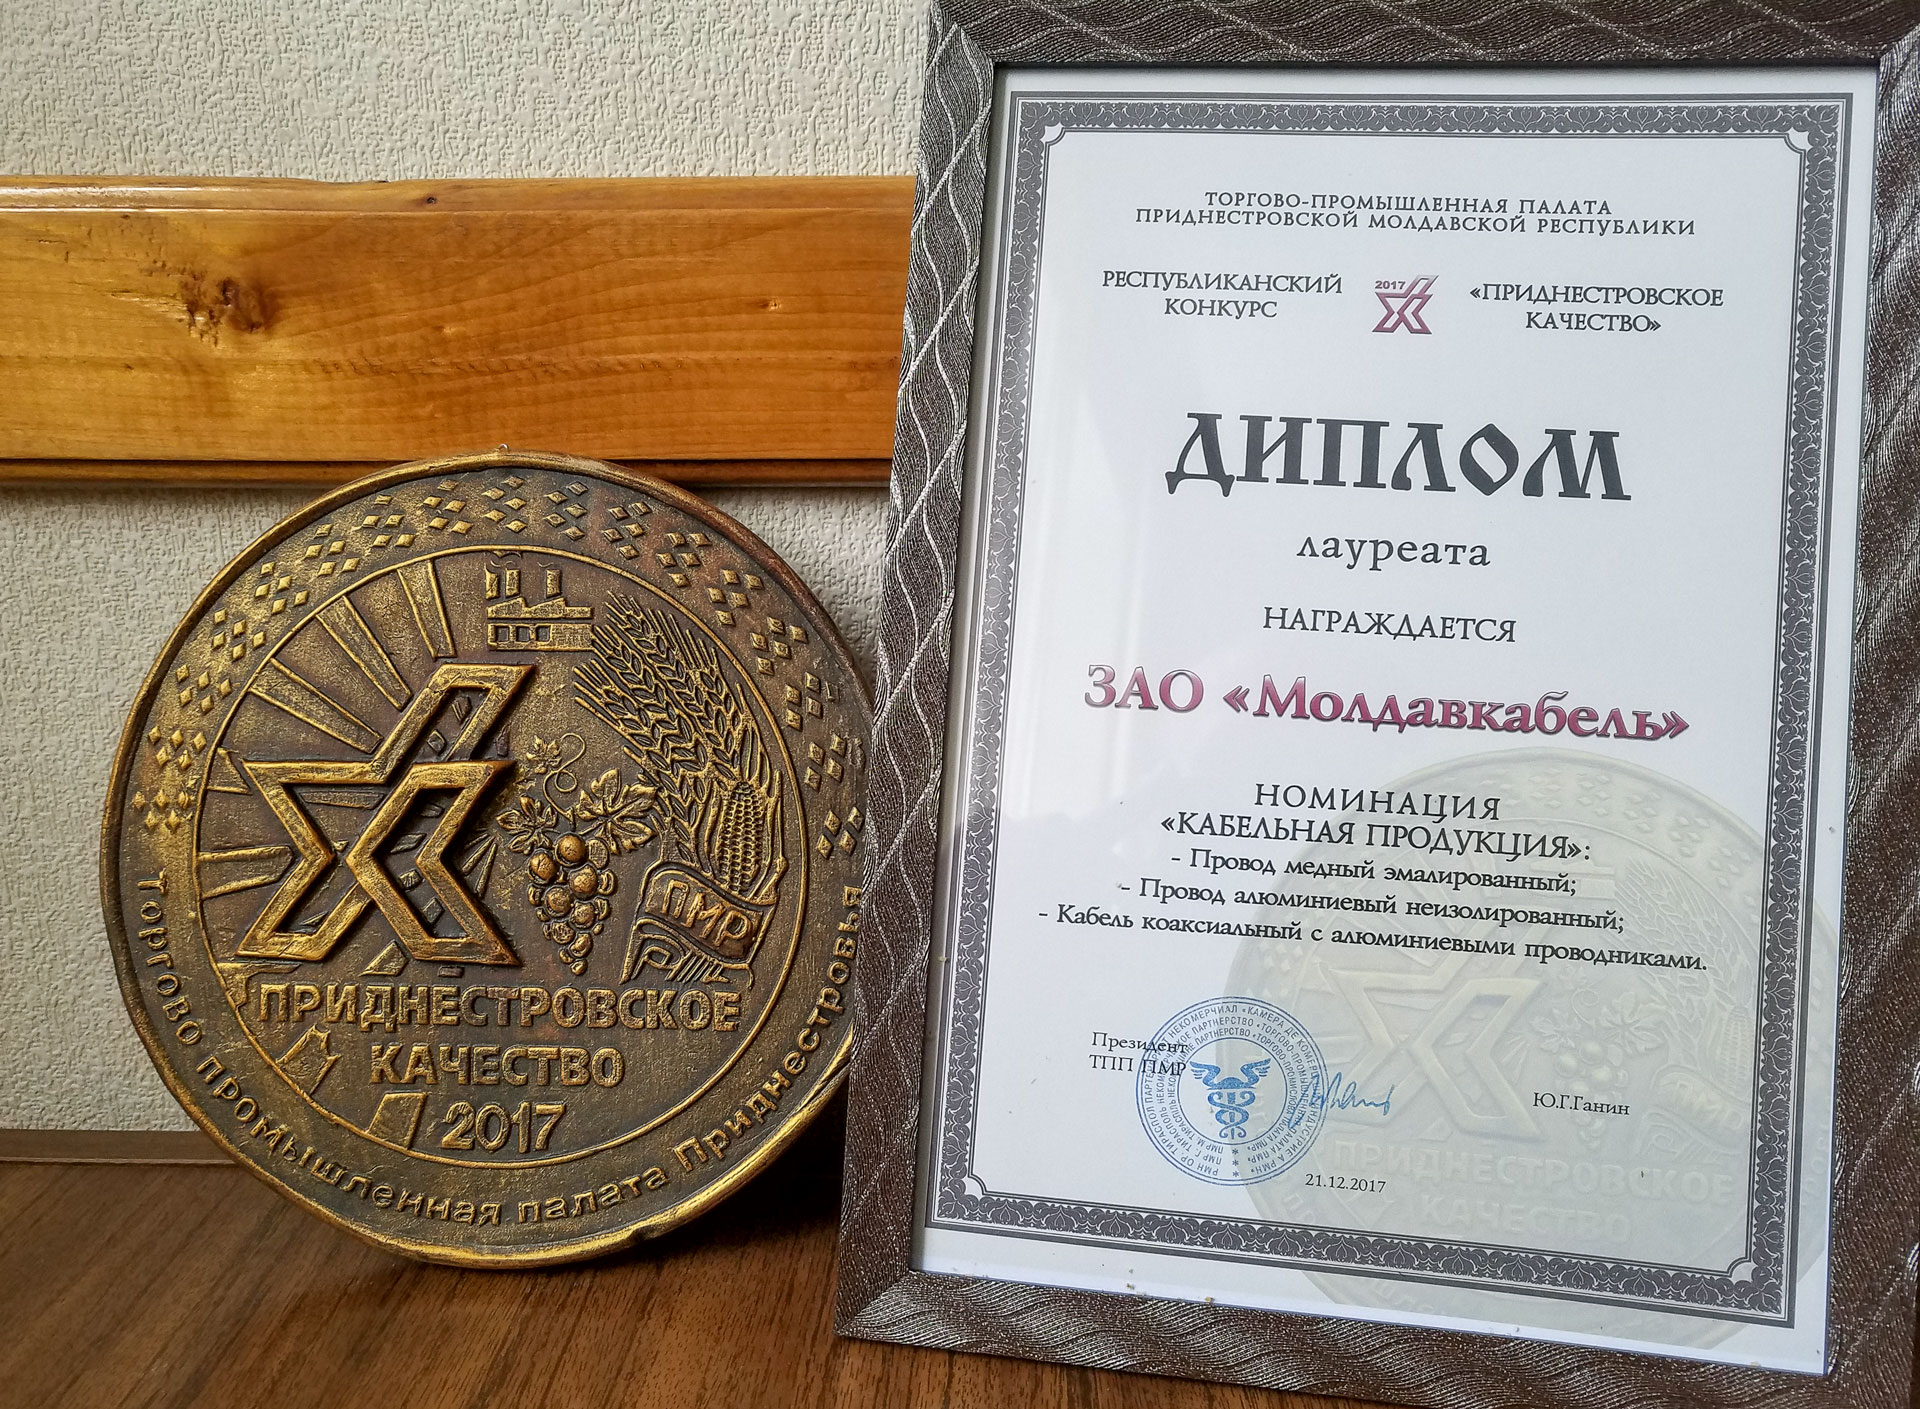 ПМР
ПРИДНЕСТРОВСКОЕ
КАЧЕСТВО
2017
Торгово промышленная палата Приднестровья
ТОРГОВО-ПРОМЫШЛЕННАЯ ПАЛАТА
ПРИДНЕСТРОВСКОЙ МОЛДАВСКОЙ РЕСПУБЛИКИ
РЕСПУБЛИКАНСКИЙ
КОНКУРС
2017
«ПРИДНЕСТРОВСКОЕ
КАЧЕСТВО»
ДИПЛОМ
лауреата
НАГРАЖДАЕТСЯ
ЗАО «Молдавкабель»
НОМИНАЦИЯ
«КАБЕЛЬНАЯ ПРОДУКЦИЯ»:
- Провод медный эмалированный;
- Провод алюминиевый неизолированный;
- Кабель коаксиальный с алюминиевыми проводниками.
Президент
ТПП ПМР
Ю.Г.Ганин
21.12.2017
ПРИДНЕСТРОВСКОЕ
КАЧЕСТВО